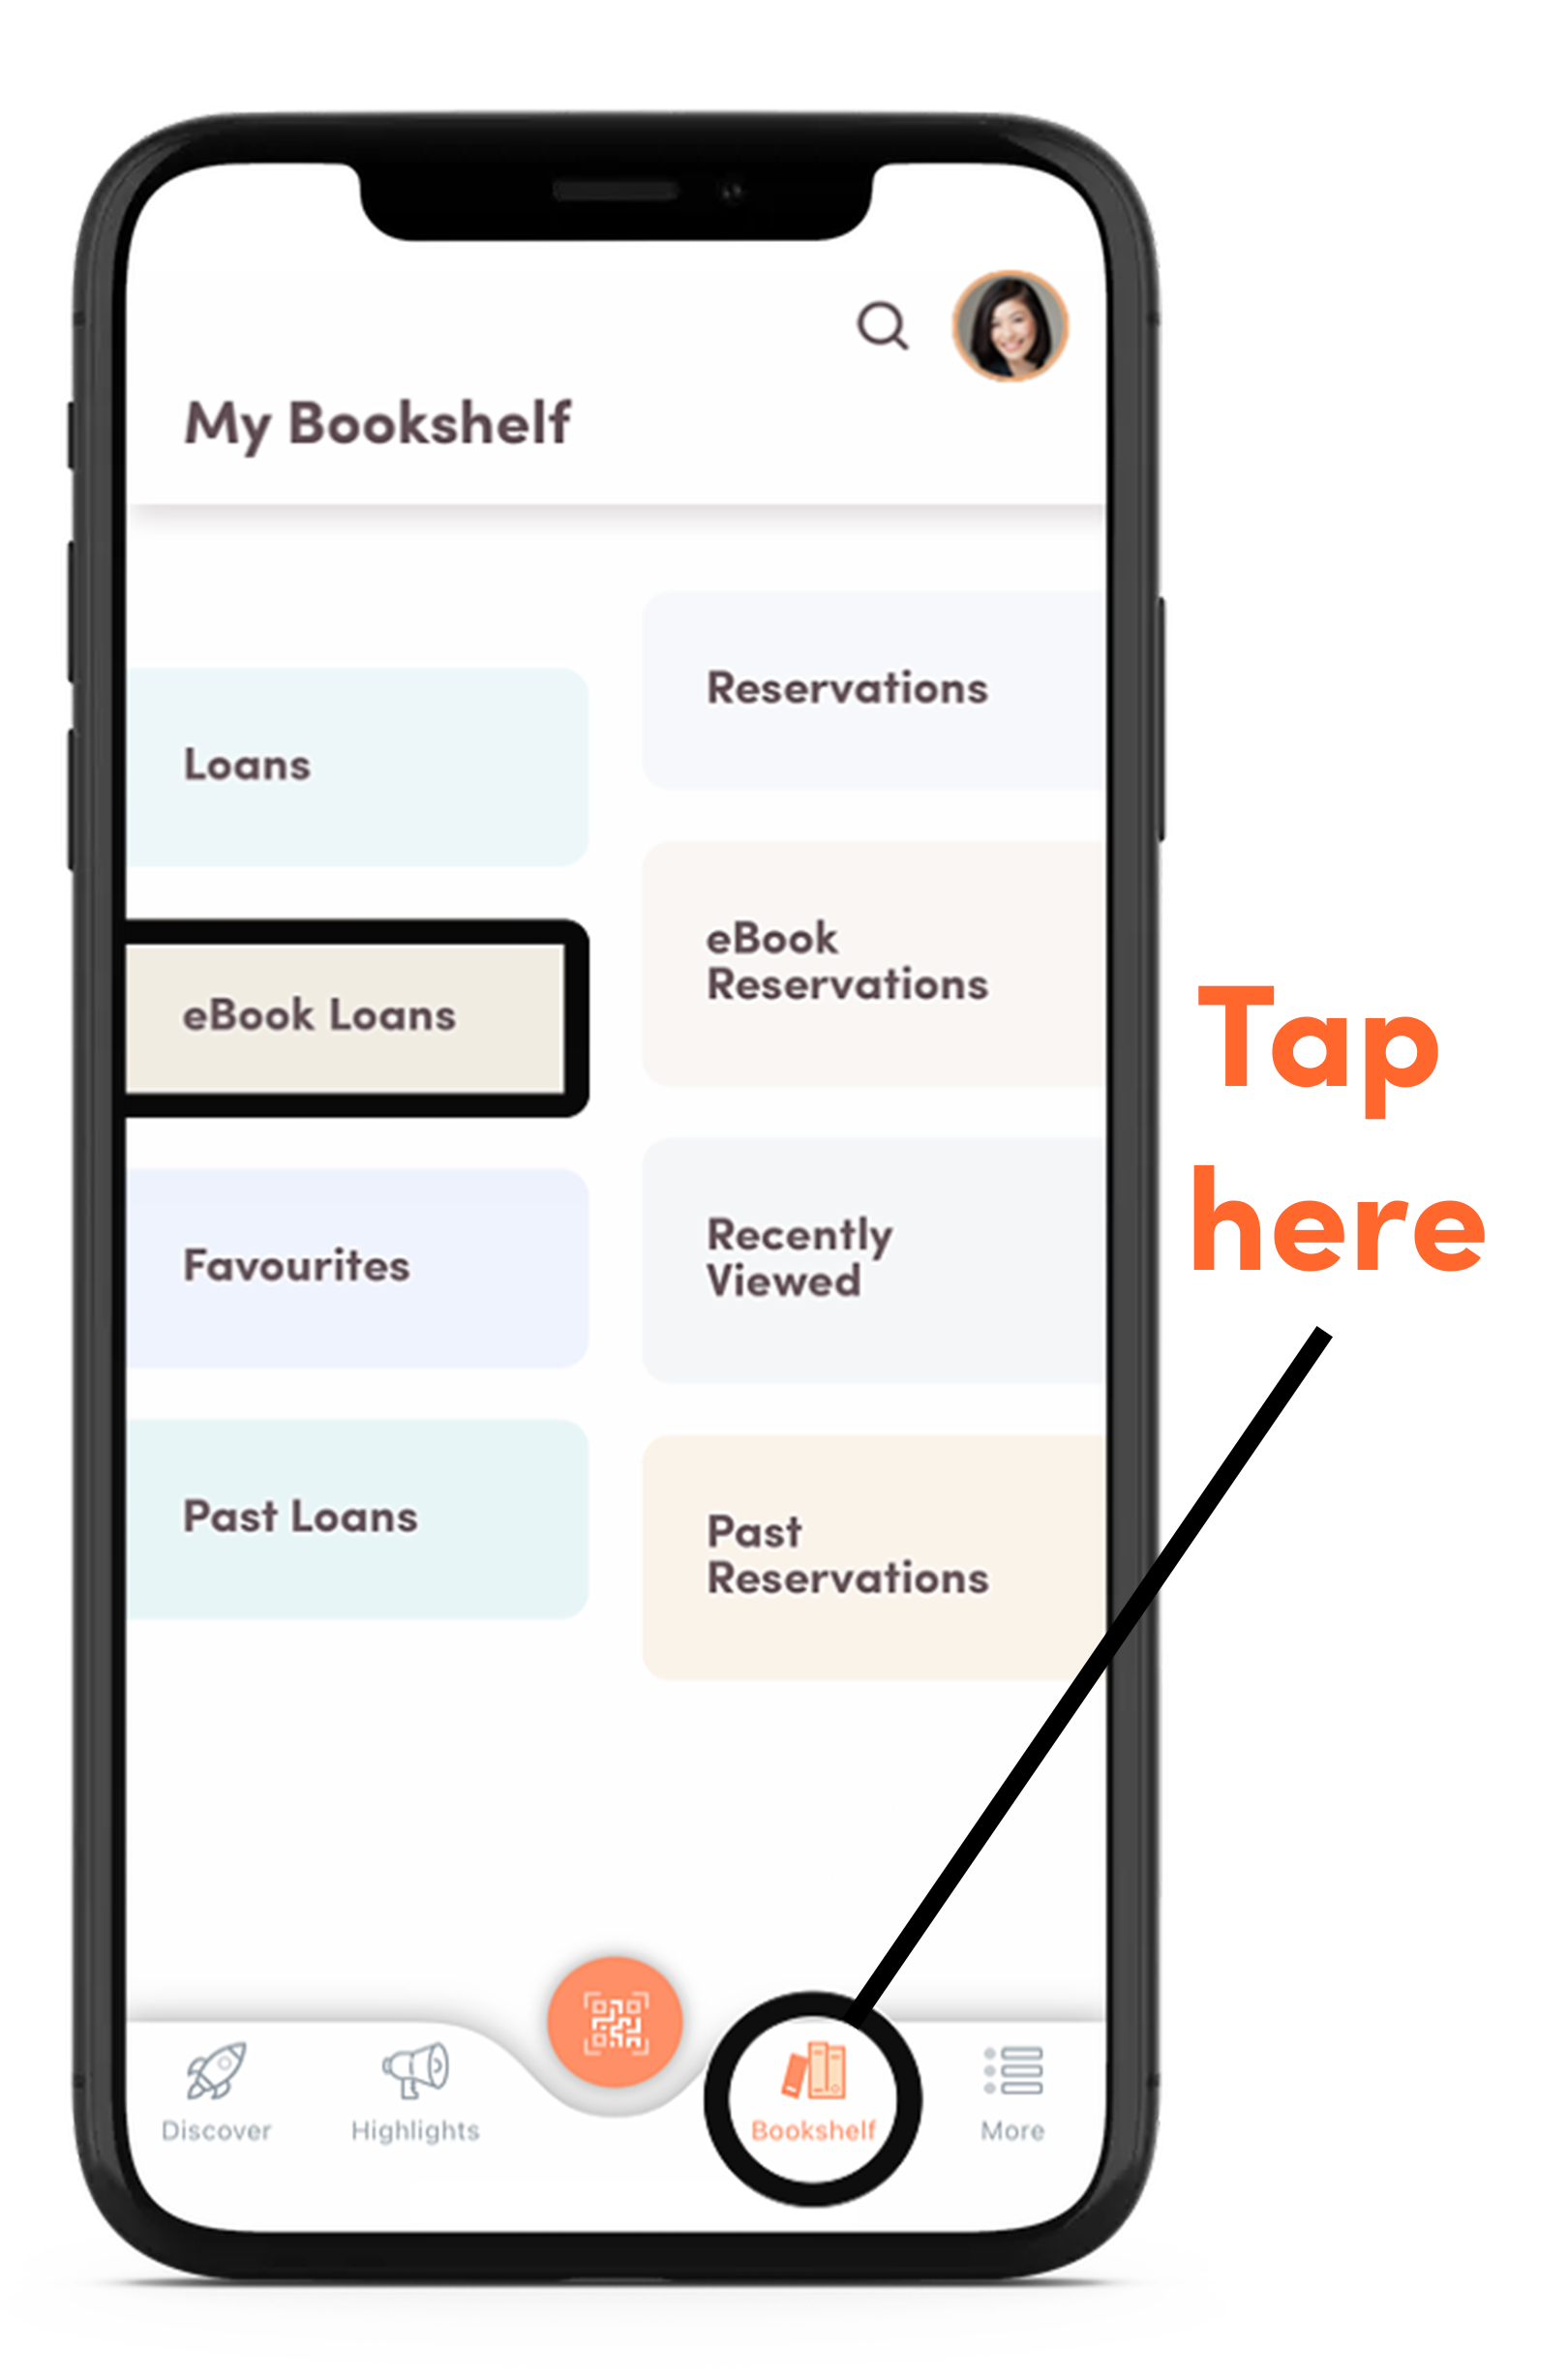 My Bookshelf
Loans
Reservations
eBook Loans
eBook
Reservations
Favourites
Recently
Viewed
Past Loans
Past
Reservations
Discover
Highlights
Bookshelf
More
Tap
here